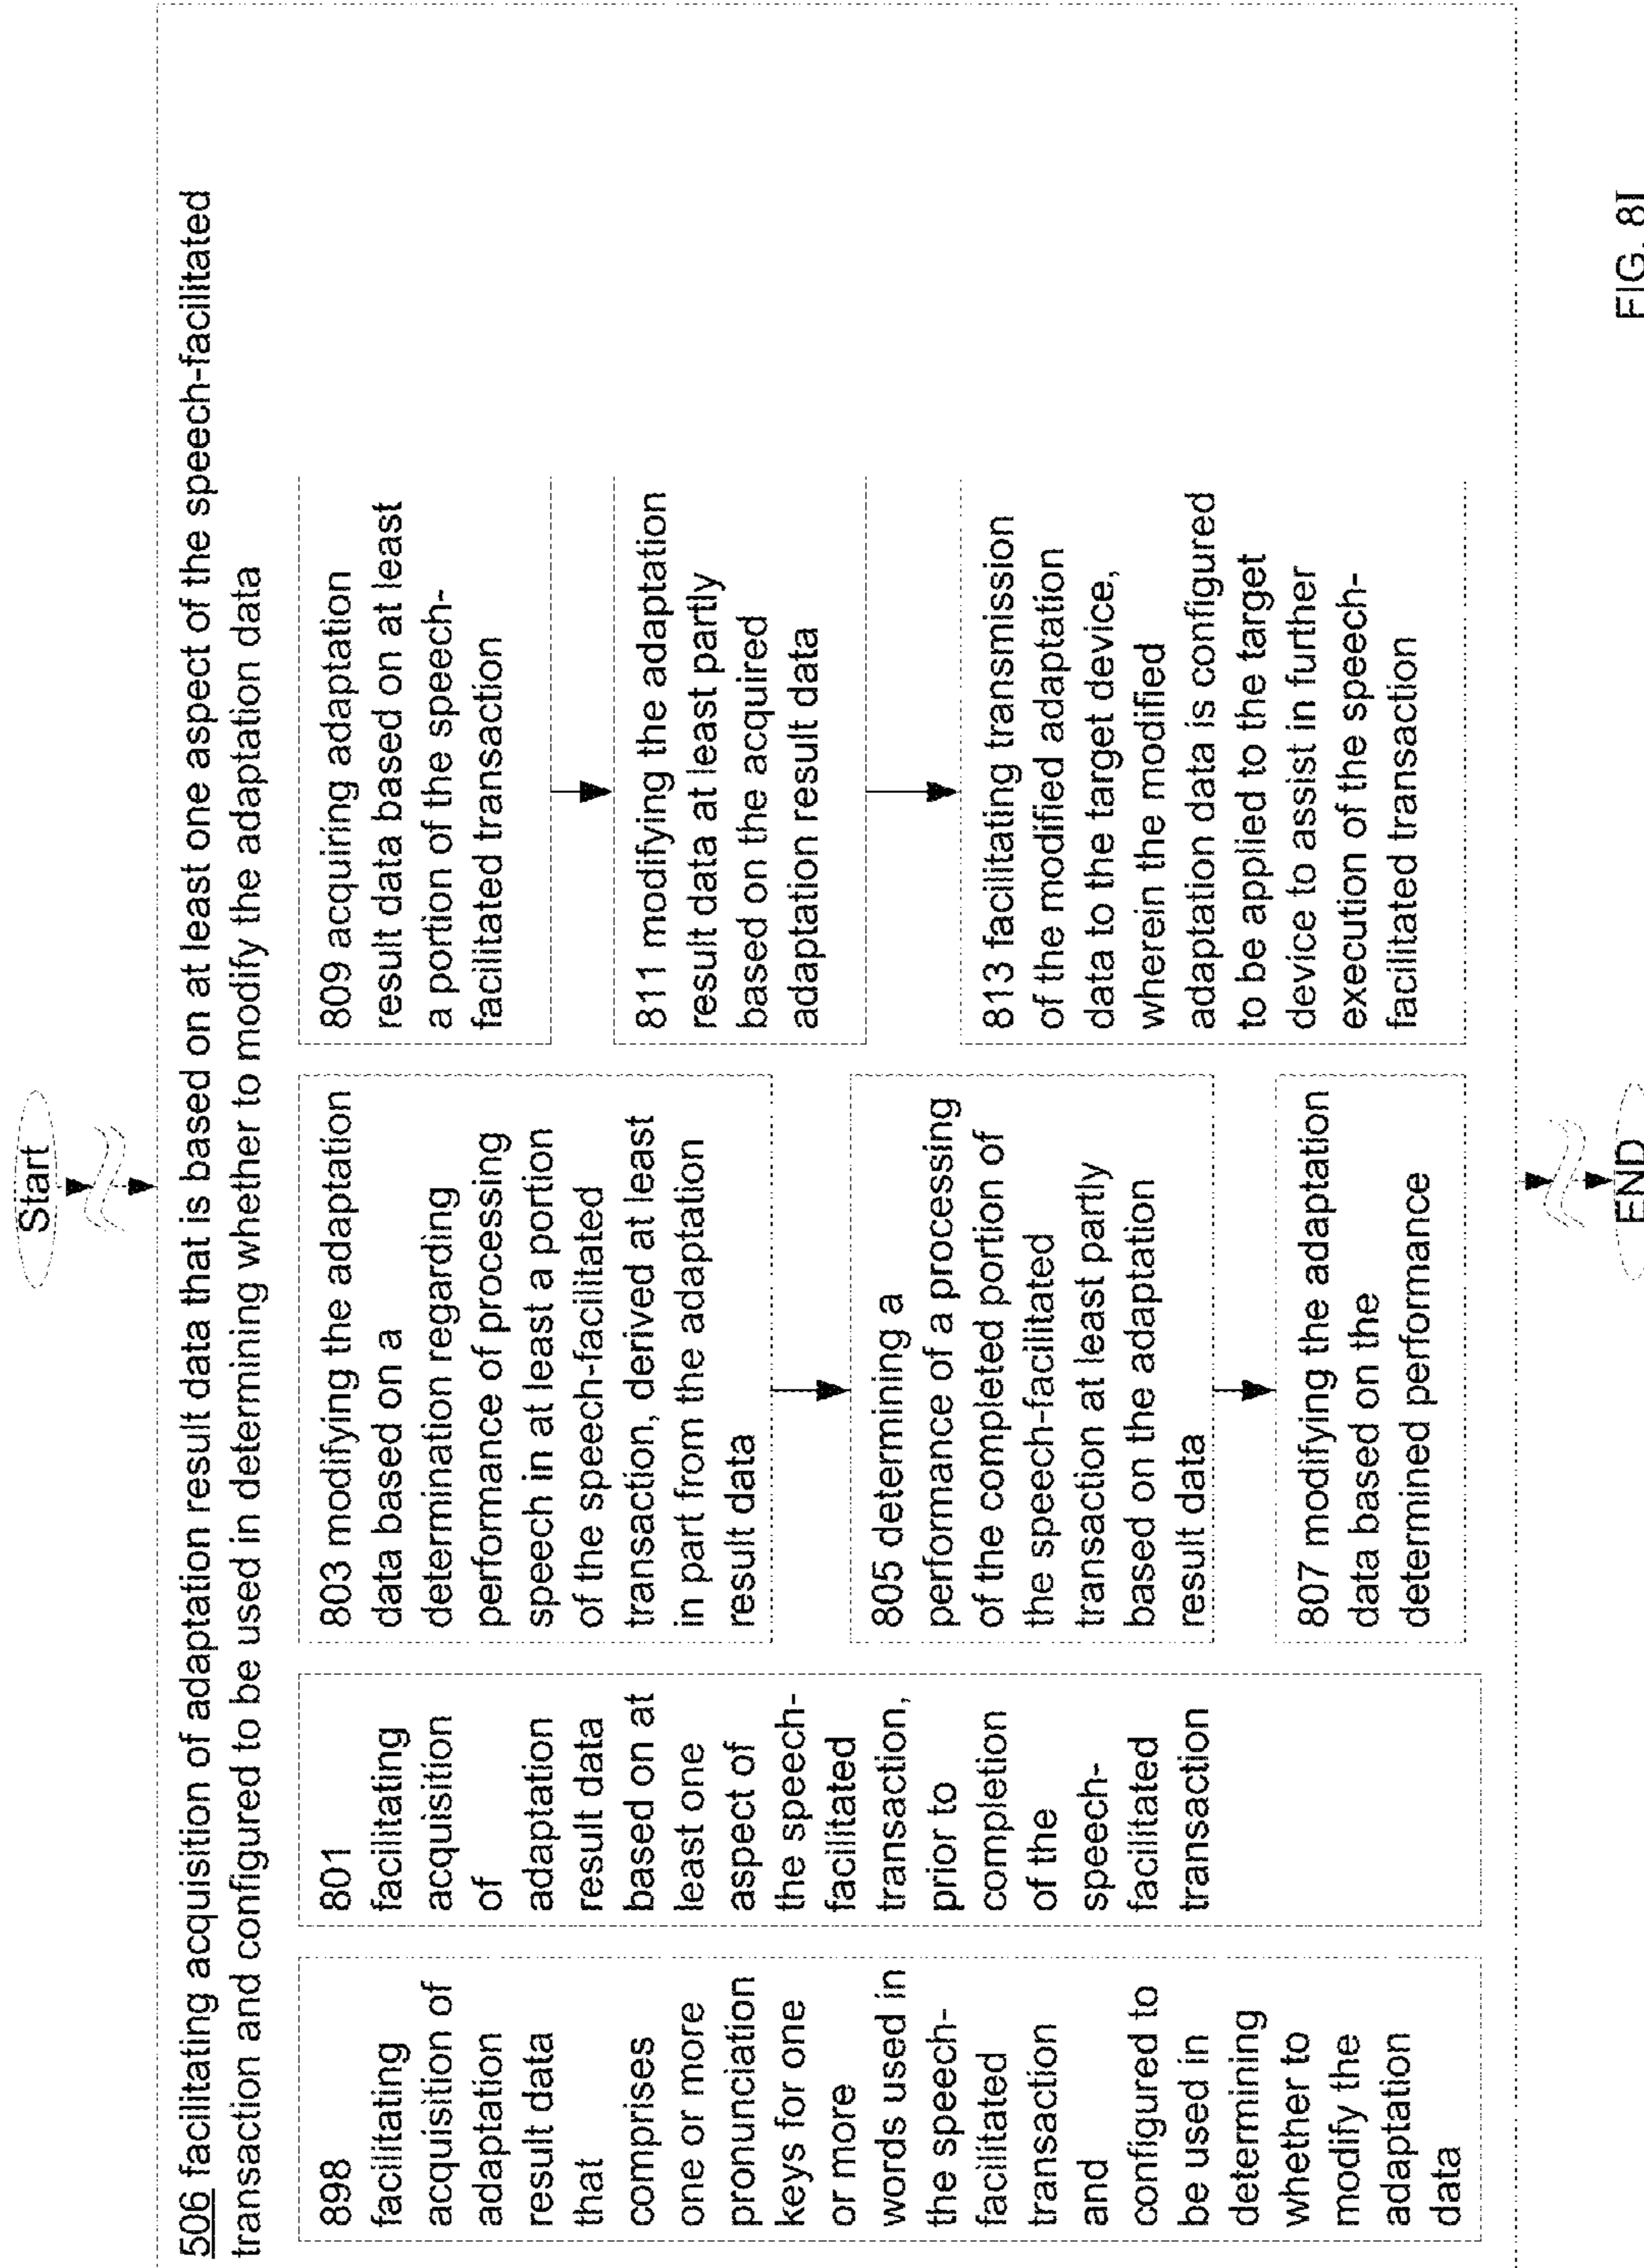 Start
506 facilitating acquisition of adaptation result data that is based on at least one aspect of the speech-facilitated
transaction and configured to be used in determining whether to modify the adaptation data
898
facilitating
acquisition of
adaptation
result data
that
comprises
one or more
pronunciation
keys for one
or more
words used in
the speech-
facilitated
transaction
and
configured to
be used in
determining
whether to
modify the
adaptation
data
801
facilitating
acquisition
of
adaptation
result data
based on at
least one
aspect of
the speech-
facilitated
transaction,
prior to
completion
of the
speech-
facilitated
transaction
803 modifying the adaptation
data based on a
determination regarding
performance of processing
speech in at least a portion
of the speech-facilitated
transaction, derived at least
in part from the adaptation
result data
805 determining a
performance of a processing
of the completed portion of
the speech-facilitated
transaction at least partly
based on the adaptation
result data
807 modifying the adaptation
data based on the
determined performance
809 acquiring adaptation
result data based on at least
a portion of the speech-
facilitated transaction
811 modifying the adaptation
result data at least partly
based on the acquired
adaptation result data
813 facilitating transmission
of the modified adaptation
data to the target device,
wherein the modified
adaptation data is configured
to be applied to the target
device to assist in further
execution of the speech-
facilitated transaction
END
FIG. 8I